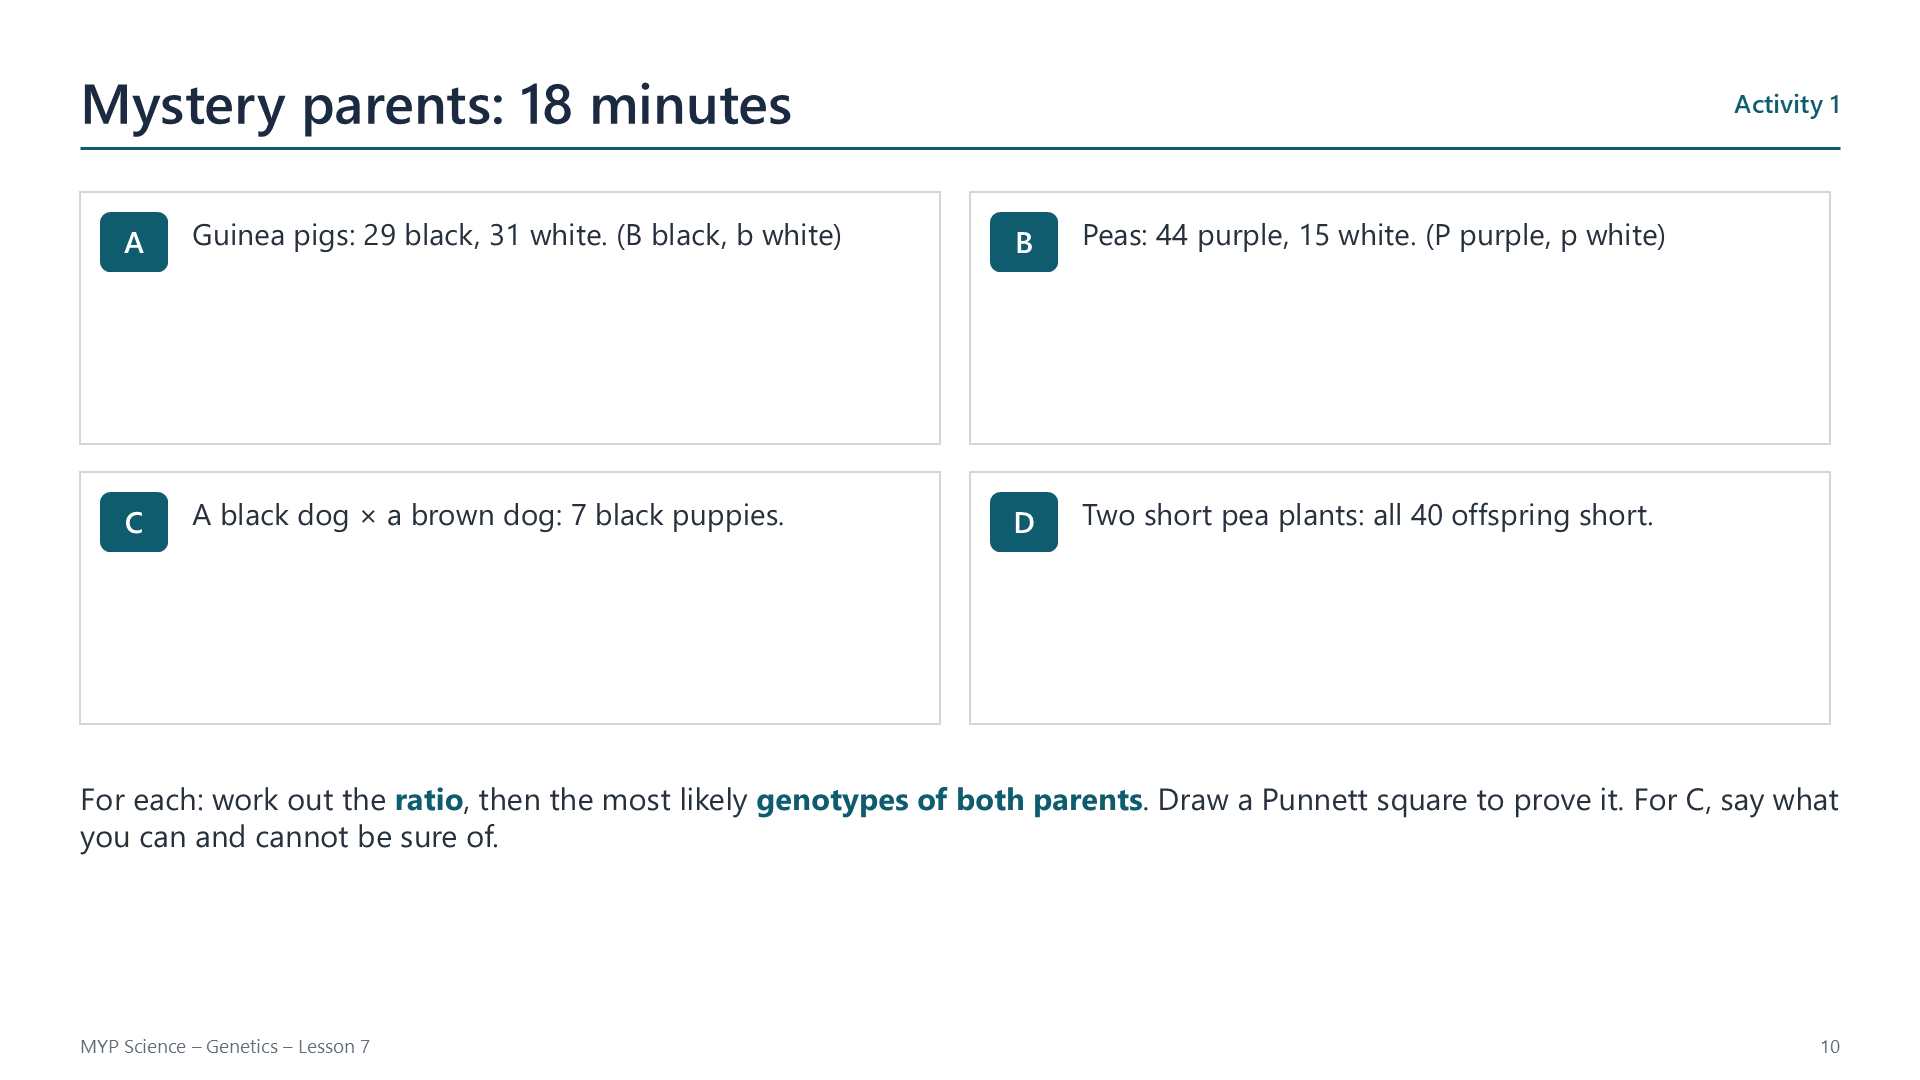 Mystery parents: 18 minutes
Activity 1
A
Guinea pigs: 29 black, 31 white. (B black, b white)
B
Peas: 44 purple, 15 white. (P purple, p white)
C
A black dog × a brown dog: 7 black puppies.
D
Two short pea plants: all 40 offspring short.
For each: work out the ratio, then the most likely genotypes of both parents. Draw a Punnett square to prove it. For C, say what
you can and cannot be sure of.
MYP Science – Genetics – Lesson 7
10